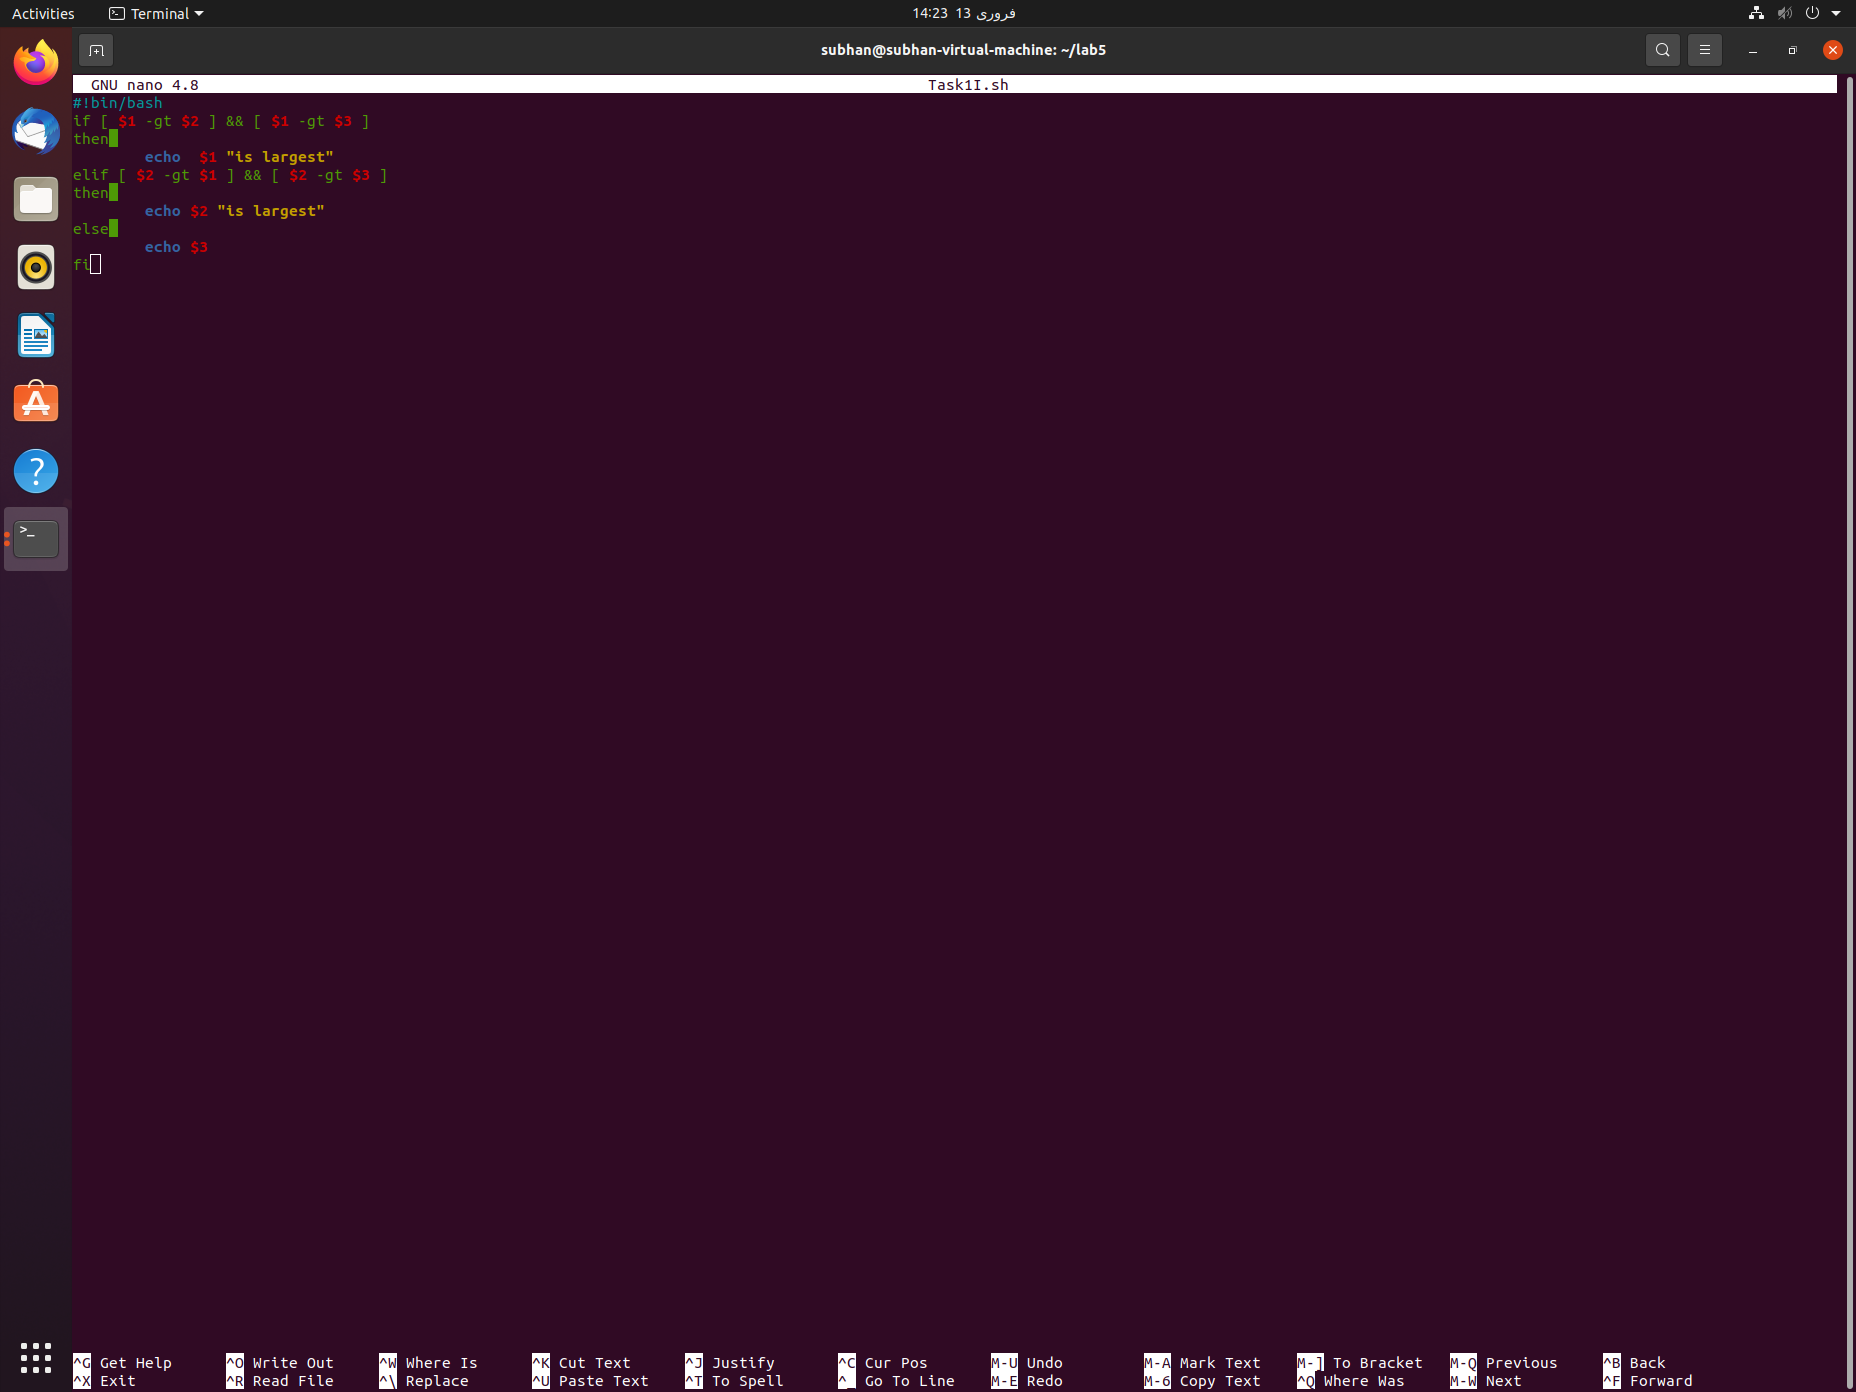 Activities Terminal 14:23 13 فروری
subhan@subhan-virtual-machine: ~/lab5
GNU nano 4.8 Task1I.sh
#!bin/bash
if [ $1 -gt $2 ] && [ $1 -gt $3 ]
then
echo  $1 "is largest"
elif [ $2 -gt $1 ] && [ $2 -gt $3 ]
then
echo $2 "is largest"
else
echo $3
fi
^G Get Help ^O Write Out ^W Where Is ^K Cut Text ^J Justify ^C Cur Pos M-U Undo M-A Mark Text M-] To Bracket M-Q Previous ^B Back
^X Exit ^R Read File ^\ Replace ^U Paste Text ^T To Spell ^_ Go To Line M-E Redo M-6 Copy Text ^Q Where Was M-W Next ^F Forward